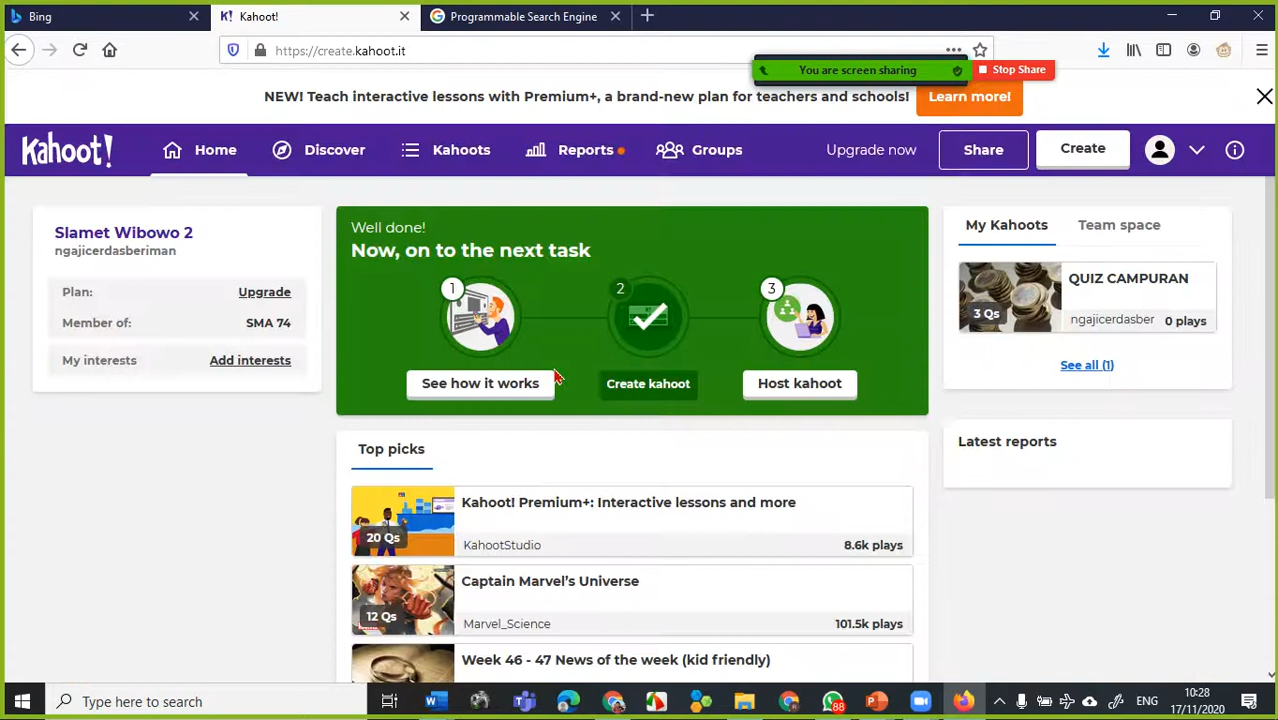 Bing
K! Kahoot!
Programmable Search Engine
https://create.kahoot.it
You are screen sharing
Stop Share
NEW! Teach interactive lessons with Premium+, a brand-new plan for teachers and schools!
Learn more!
Kahoot!
Home
Discover
Kahoots
Reports
Groups
Upgrade now
Share
Create
Slamet Wibowo 2
ngajicerdasberiman
Plan:
Upgrade
Member of:
SMA 74
My interests
Add interests
Well done!
Now, on to the next task
1
2
3
See how it works
Create kahoot
Host kahoot
Top picks
Kahoot! Premium+: Interactive lessons and more
20 Qs
KahootStudio
8.6k plays
Captain Marvel’s Universe
12 Qs
Marvel_Science
101.5k plays
Week 46 - 47 News of the week (kid friendly)
My Kahoots
Team space
QUIZ CAMPURAN
3 Qs
ngajicerdasber
0 plays
See all (1)
Latest reports
Type here to search
88
ENG
10:28
17/11/2020